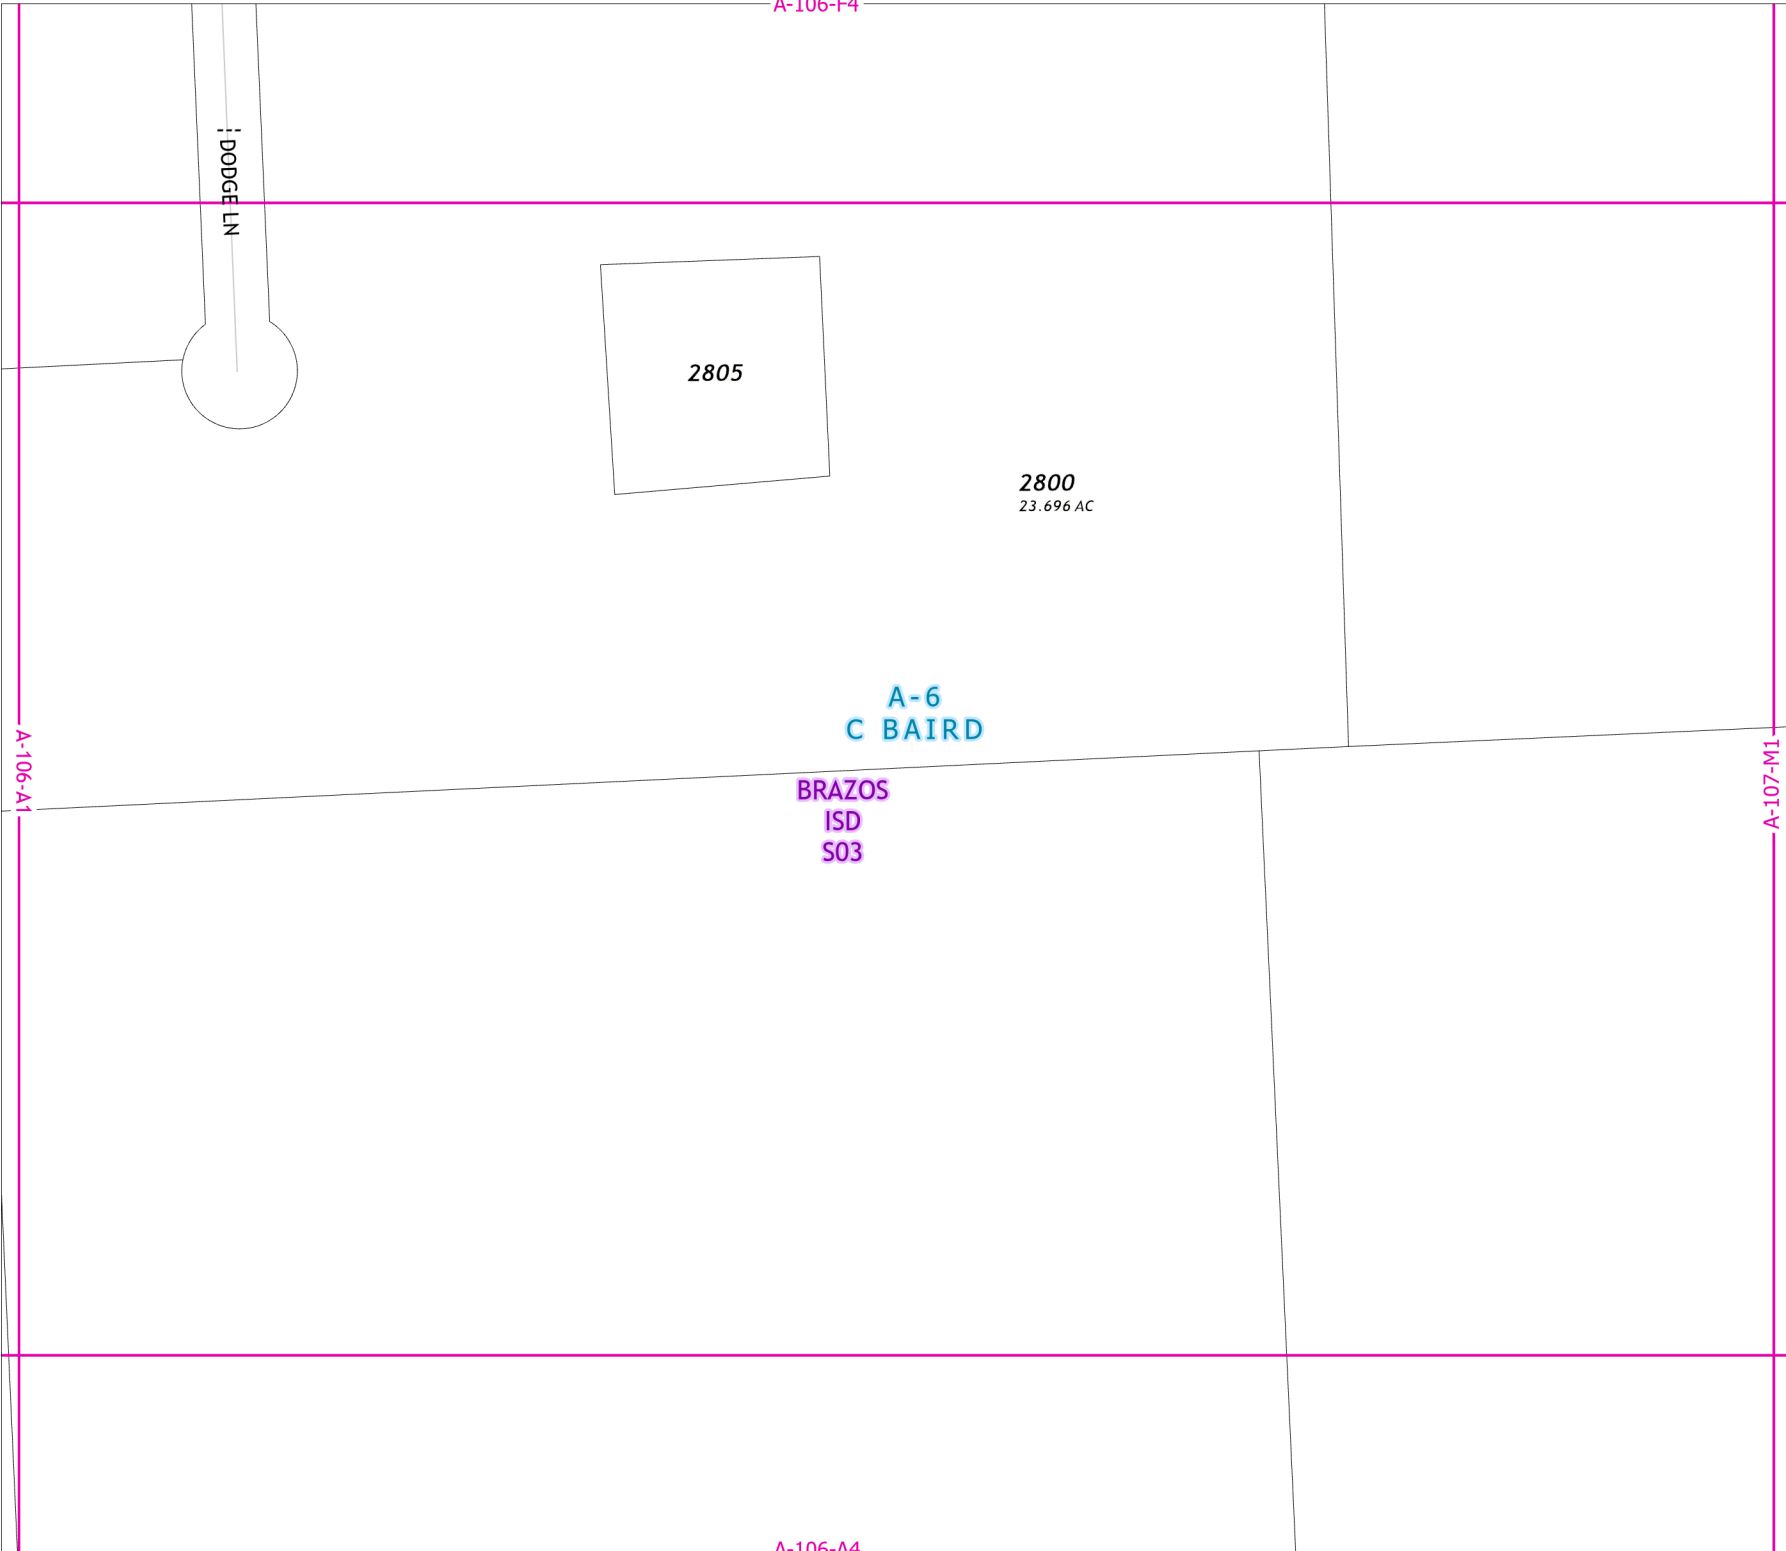 A-106-F4
DODGE LN
2805
2800
23.696 AC
A-6
C BAIRD
A-106-A1
A-107-M1
BRAZOS
ISD
S03
A-106-A4